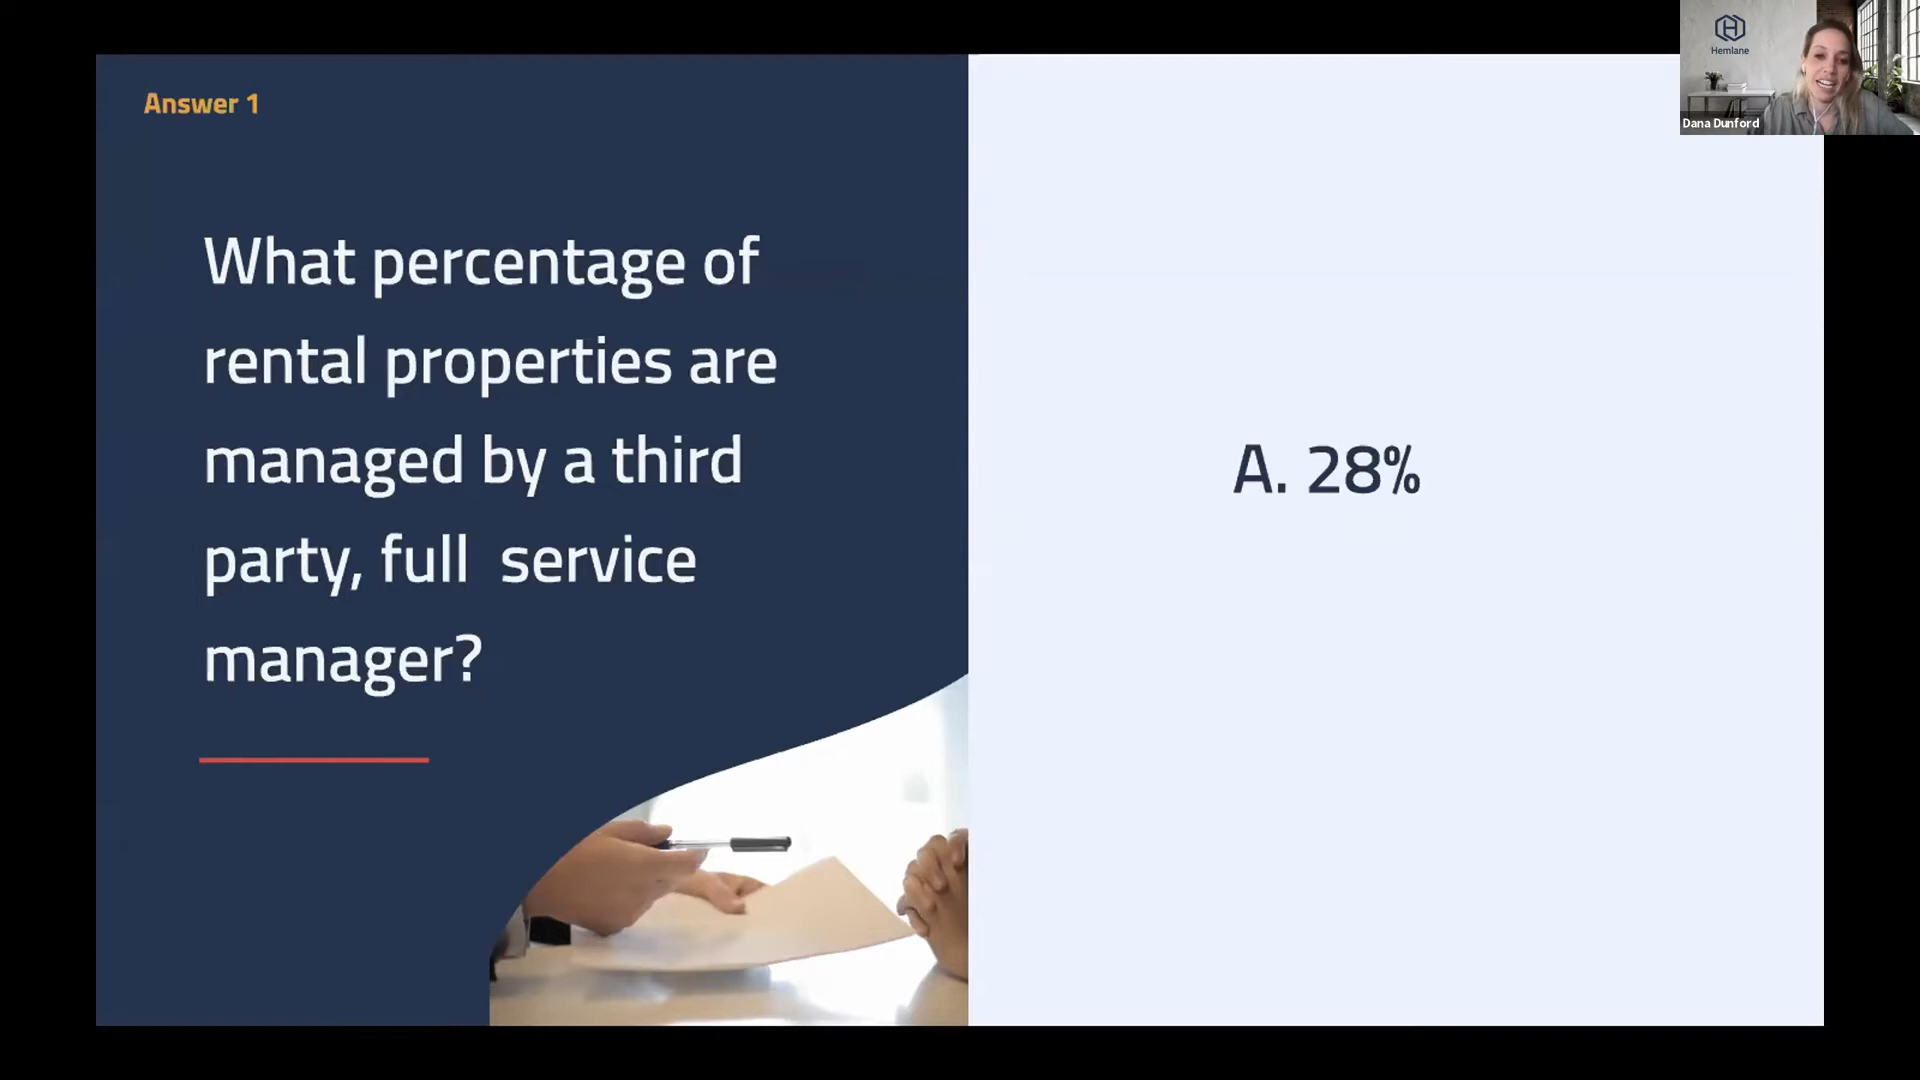 Answer 1
What percentage of
rental properties are
managed by a third
party, full  service
manager?
A. 28%
Hemlane
Dana Dunford